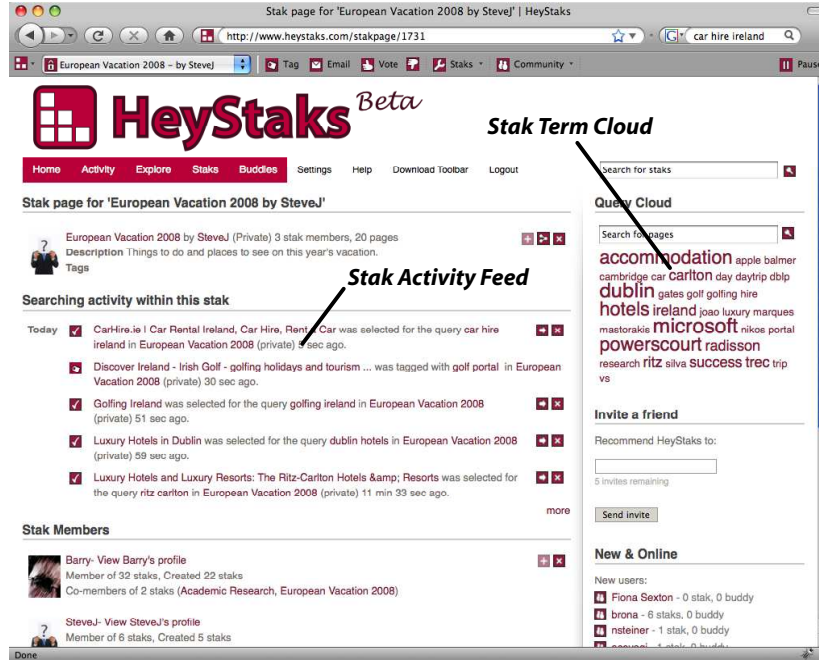 Stak page for 'European Vacation 2008 by SteveJ' | HeyStaks
http://www.heystaks.com/stakpage/1731
car hire ireland
European Vacation 2008 - by SteveJ
Tag Email Vote Staks Community Pause
HeyStaks Beta
Stak Term Cloud
Home Activity Explore Staks Buddies Settings Help Download Toolbar Logout
Search for staks
Stak page for 'European Vacation 2008 by SteveJ'
European Vacation 2008 by SteveJ (Private) 3 stak members, 20 pages
Description Things to do and places to see on this year's vacation.
Tags
Stak Activity Feed
Searching activity within this stak
Today
CarHire.ie | Car Rental Ireland, Car Hire, Rent a Car was selected for the query car hire
ireland in European Vacation 2008 (private) 5 sec ago.
Discover Ireland - Irish Golf - golfing holidays and tourism ... was tagged with golf portal in European
Vacation 2008 (private) 30 sec ago.
Golfing Ireland was selected for the query golfing ireland in European Vacation 2008
(private) 51 sec ago.
Luxury Hotels in Dublin was selected for the query dublin hotels in European Vacation 2008
(private) 59 sec ago.
Luxury Hotels and Luxury Resorts: The Ritz-Carlton Hotels &amp; Resorts was selected for
the query ritz carlton in European Vacation 2008 (private) 11 min 33 sec ago.
more
Stak Members
Barry- View Barry's profile
Member of 32 staks, Created 22 staks
Co-members of 2 staks (Academic Research, European Vacation 2008)
SteveJ- View SteveJ's profile
Member of 6 staks, Created 5 staks
Query Cloud
Search for pages
accommodation apple balmer
cambridge car carlton day daytrip dblp
dublin gates golf golfing hire
hotels ireland joao luxury marques
mastorakis microsoft nikos portal
powerscourt radisson
research ritz silva success trec trip
vs
Invite a friend
Recommend HeyStaks to:
5 invites remaining
Send invite
New & Online
New users:
Fiona Sexton - 0 stak, 0 buddy
brona - 6 staks, 0 buddy
nsteiner - 1 stak, 0 buddy
Done